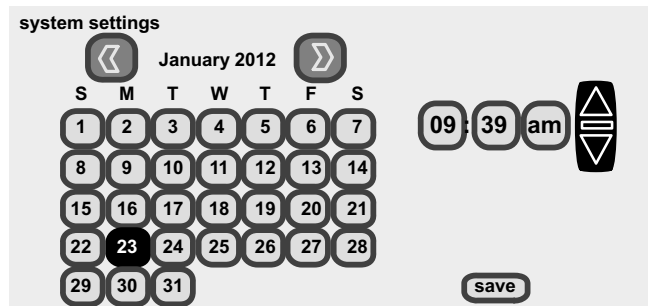 system settings
January 2012
S M T W T F S
1 2 3 4 5 6 7
09 : 39 am
8 9 10 11 12 13 14
15 16 17 18 19 20 21
22 23 24 25 26 27 28
29 30 31
save